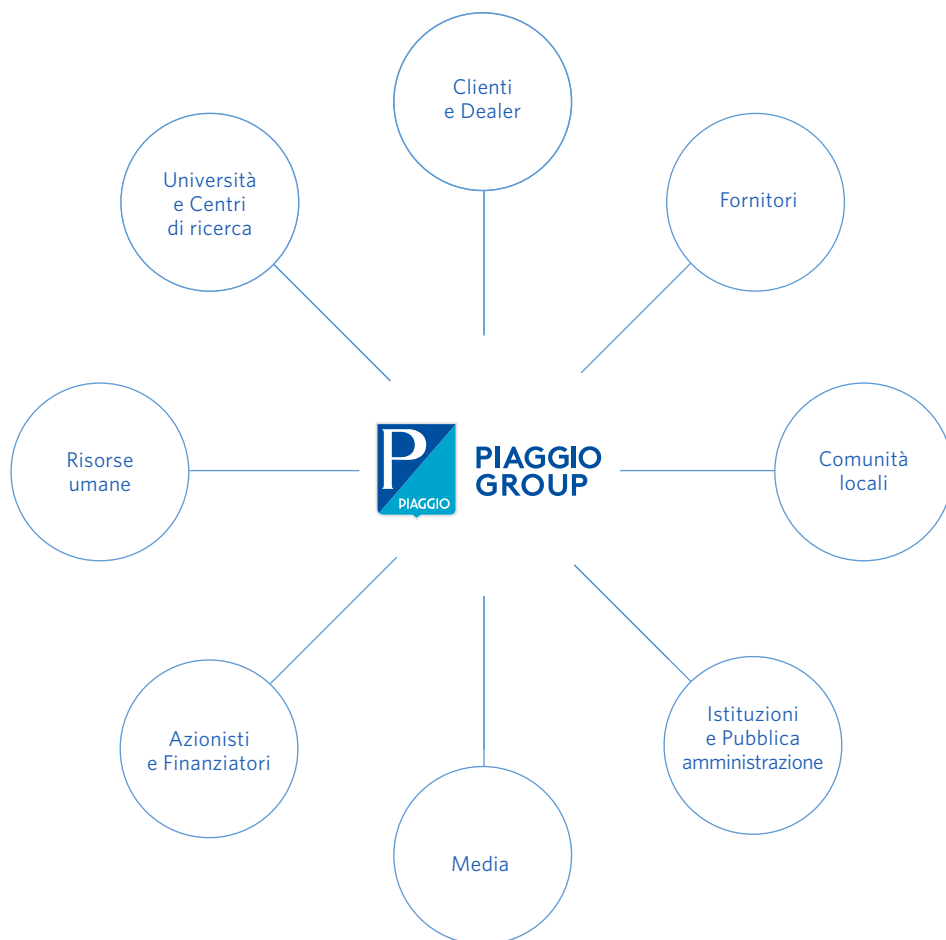 Clienti
e Dealer
Università
e Centri
di ricerca
Fornitori
Risorse
umane
P
PIAGGIO
PIAGGIO
GROUP
Comunità
locali
Azionisti
e Finanziatori
Istituzioni
e Pubblica
amministrazione
Media